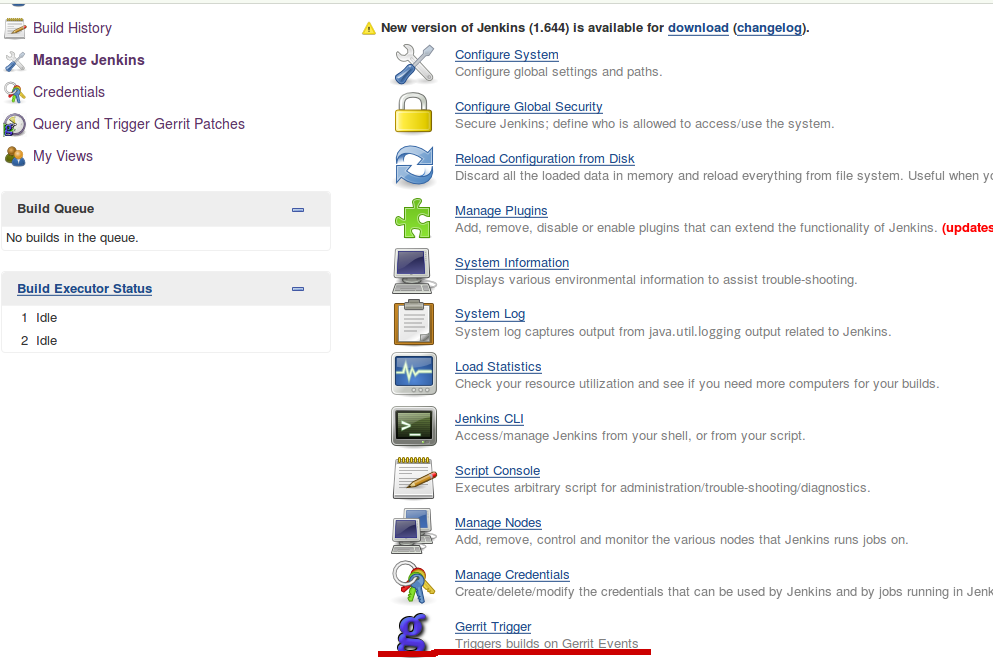 Build History
Manage Jenkins
Credentials
Query and Trigger Gerrit Patches
My Views
Build Queue
No builds in the queue.
Build Executor Status
1 Idle
2 Idle
New version of Jenkins (1.644) is available for download (changelog).
Configure System
Configure global settings and paths.
Configure Global Security
Secure Jenkins; define who is allowed to access/use the system.
Reload Configuration from Disk
Discard all the loaded data in memory and reload everything from file system. Useful when yo
Manage Plugins
Add, remove, disable or enable plugins that can extend the functionality of Jenkins. (updates
System Information
Displays various environmental information to assist trouble-shooting.
System Log
System log captures output from java.util.logging output related to Jenkins.
Load Statistics
Check your resource utilization and see if you need more computers for your builds.
Jenkins CLI
Access/manage Jenkins from your shell, or from your script.
Script Console
Executes arbitrary script for administration/trouble-shooting/diagnostics.
Manage Nodes
Add, remove, control and monitor the various nodes that Jenkins runs jobs on.
Manage Credentials
Create/delete/modify the credentials that can be used by Jenkins and by jobs running in Jenk
Gerrit Trigger
Triggers builds on Gerrit Events